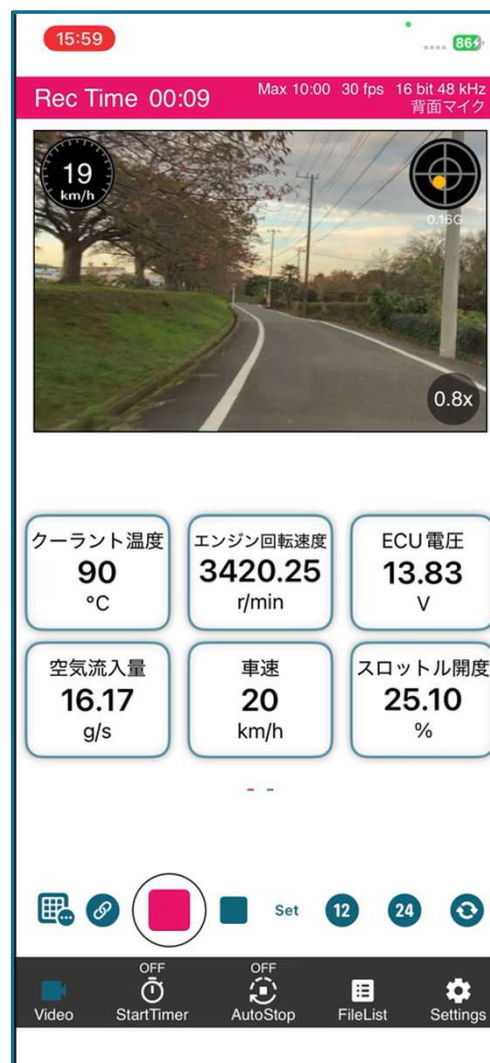 15:59
86
Rec Time 00:09
Max 10:00 30 fps 16 bit 48 kHz
背面マイク
19
km/h
0.16G
0.8x
クーラント温度
90
°C
エンジン回転速度
3420.25
r/min
ECU電圧
13.83
V
空気流入量
16.17
g/s
車速
20
km/h
スロットル開度
25.10
%
- -
Set
12
24
OFF
OFF
Video
StartTimer
AutoStop
FileList
Settings